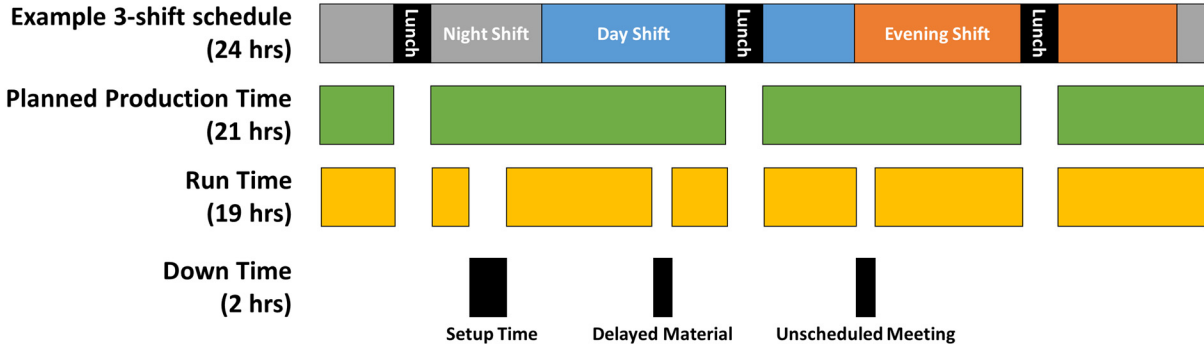 Example 3-shift schedule
(24 hrs)
Lunch
Night Shift
Day Shift
Lunch
Evening Shift
Lunch
Planned Production Time
(21 hrs)
Run Time
(19 hrs)
Down Time
(2 hrs)
Setup Time
Delayed Material
Unscheduled Meeting